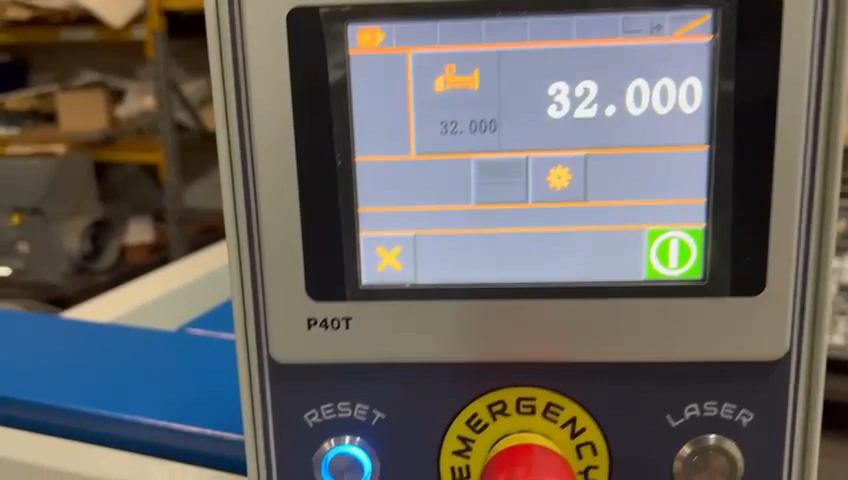 32.000
32.000
P40T
RESET
EMERGENCY
LASER